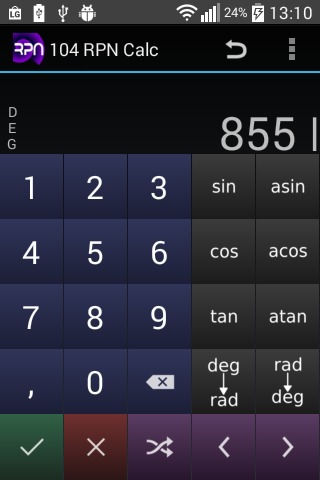 LG 24% 13:10
RPN 104 RPN Calc
D
E
G
855
1 2 3 sin asin
4 5 6 cos acos
7 8 9 tan atan
, 0 deg rad
rad deg